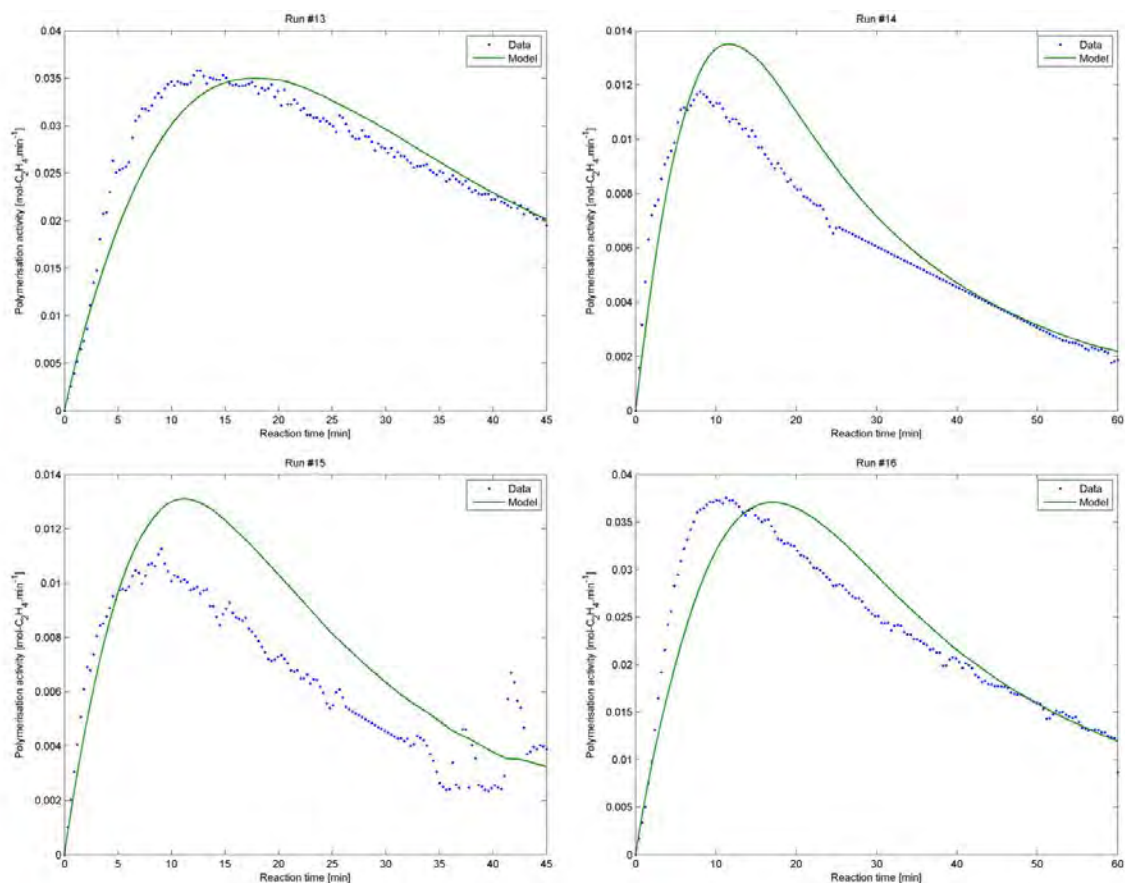 Run #13
Data
Model
0.04
0.035
0.03
0.025
0.02
0.015
0.01
0.005
0
Polymerisation activity [mol-C₂H₄.min⁻¹]
0 5 10 15 20 25 30 35 40 45
Reaction time [min]
Run #14
Data
Model
0.014
0.012
0.01
0.008
0.006
0.004
0.002
0
Polymerisation activity [mol-C₂H₄.min⁻¹]
0 10 20 30 40 50 60
Reaction time [min]
Run #15
Data
Model
0.014
0.012
0.01
0.008
0.006
0.004
0.002
0
Polymerisation activity [mol-C₂H₄.min⁻¹]
0 5 10 15 20 25 30 35 40 45
Reaction time [min]
Run #16
Data
Model
0.04
0.035
0.03
0.025
0.02
0.015
0.01
0.005
0
Polymerisation activity [mol-C₂H₄.min⁻¹]
0 10 20 30 40 50 60
Reaction time [min]